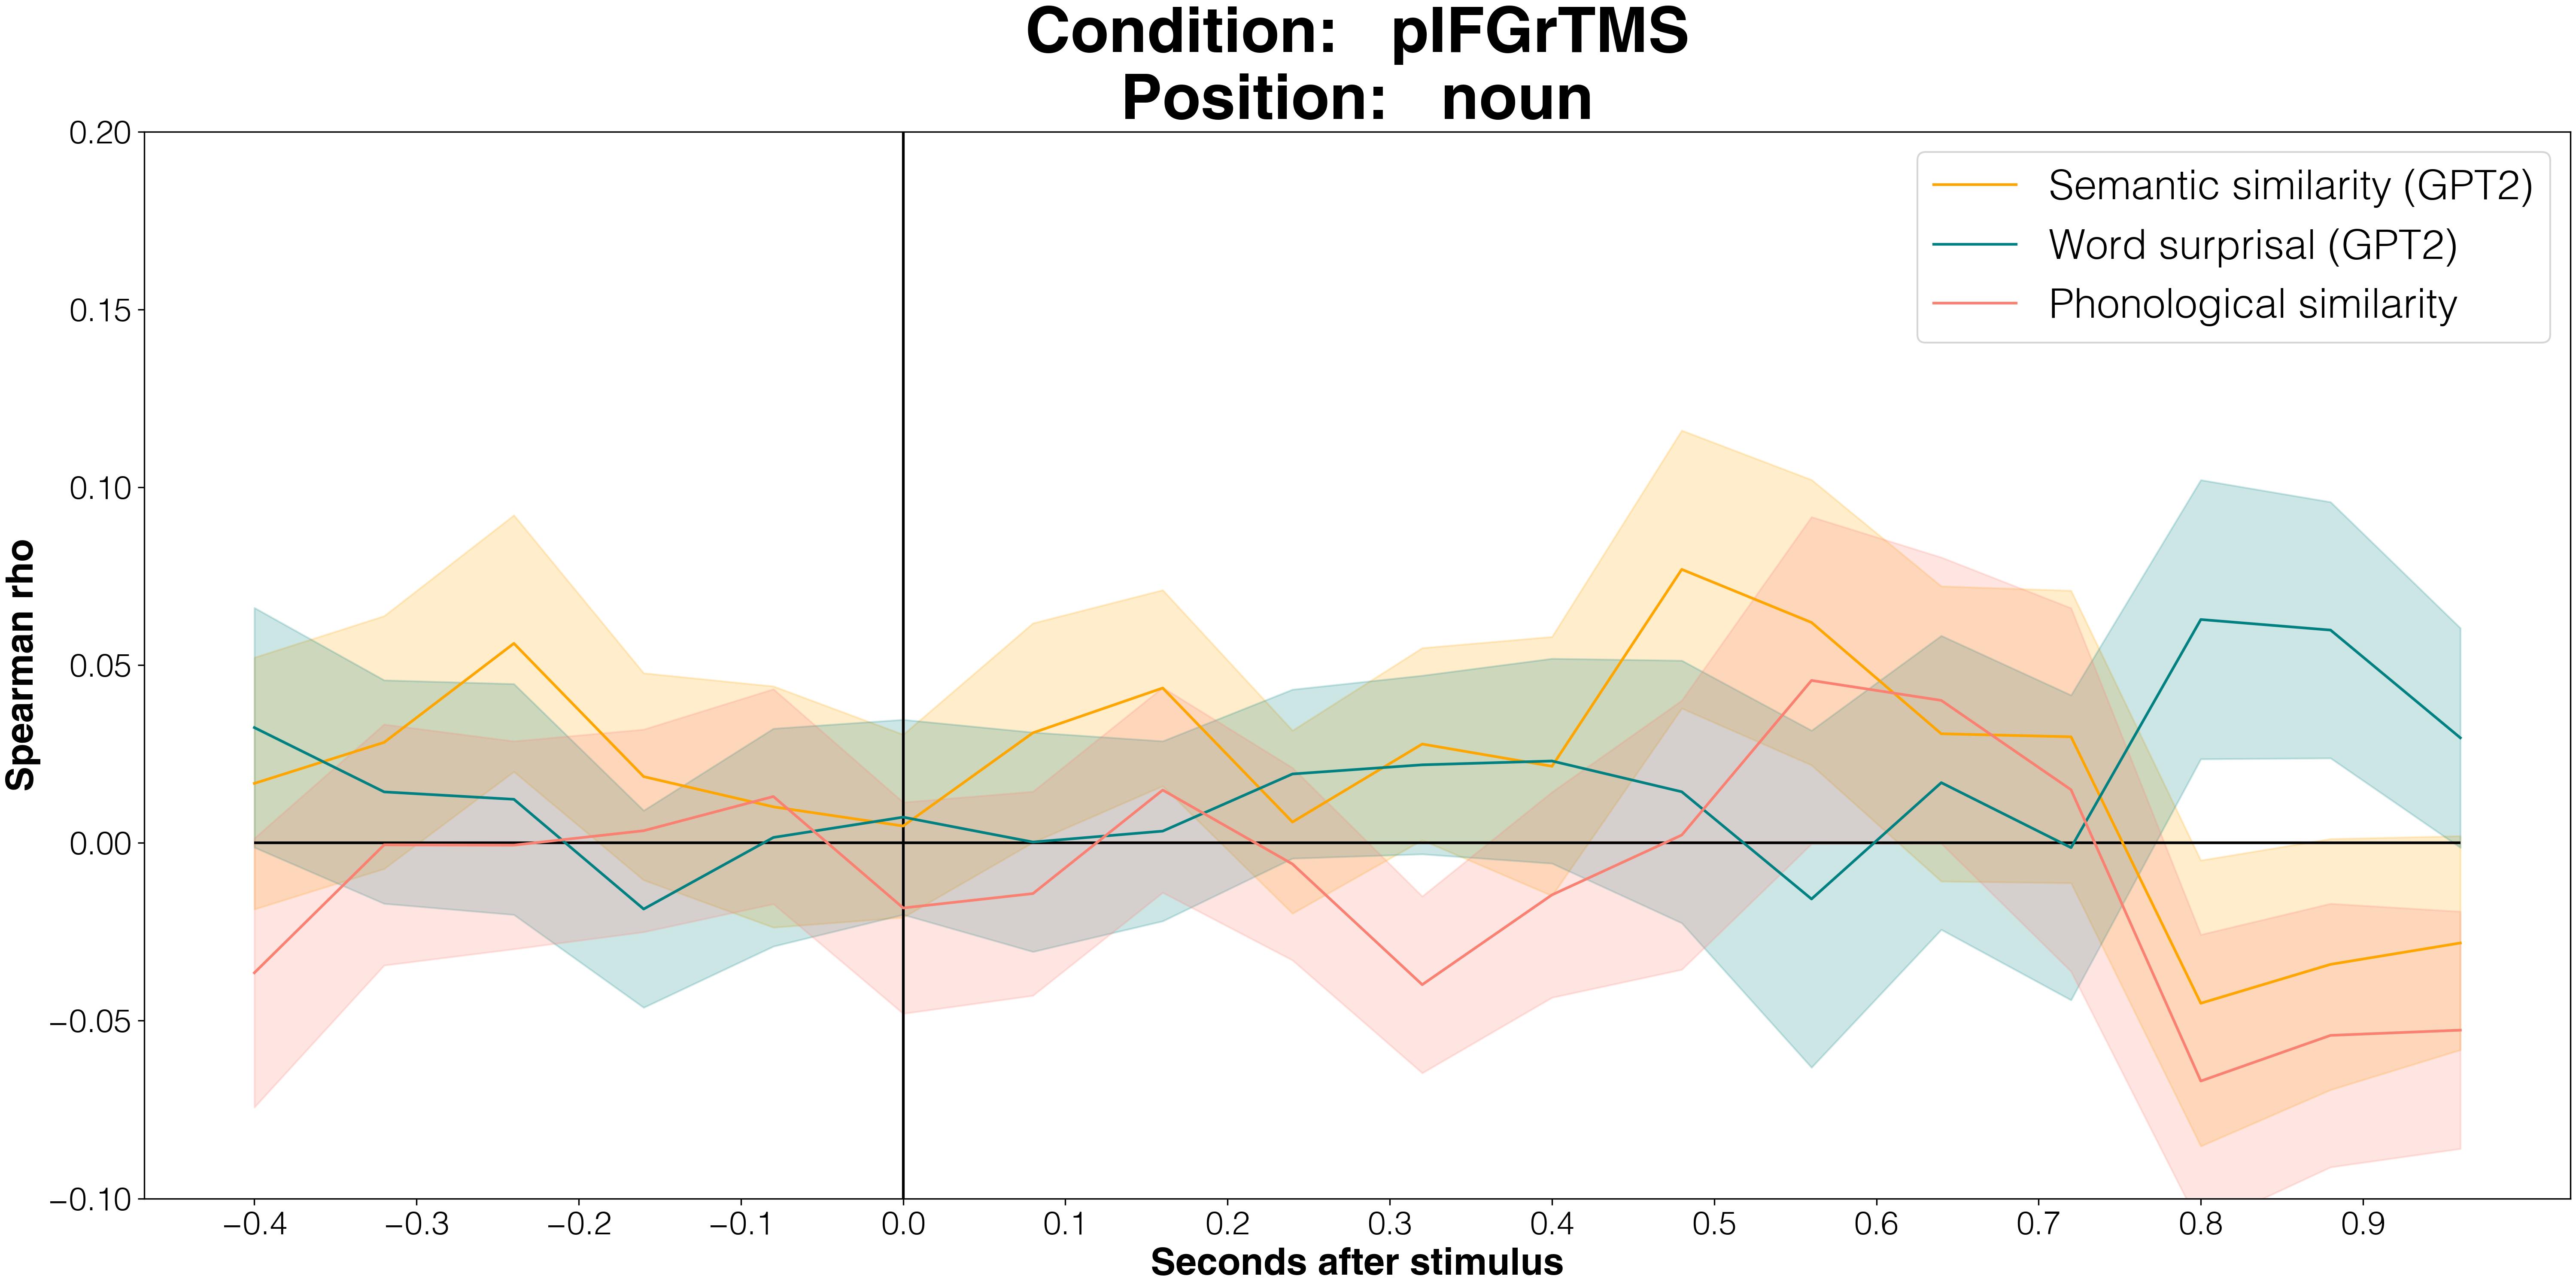 Condition:   pIFGrTMS
Position:   noun
0.20
0.15
0.10
0.05
0.00
−0.05
−0.10
Spearman rho
Semantic similarity (GPT2)
Word surprisal (GPT2)
Phonological similarity
−0.4 −0.3 −0.2 −0.1 0.0 0.1 0.2 0.3 0.4 0.5 0.6 0.7 0.8 0.9
Seconds after stimulus